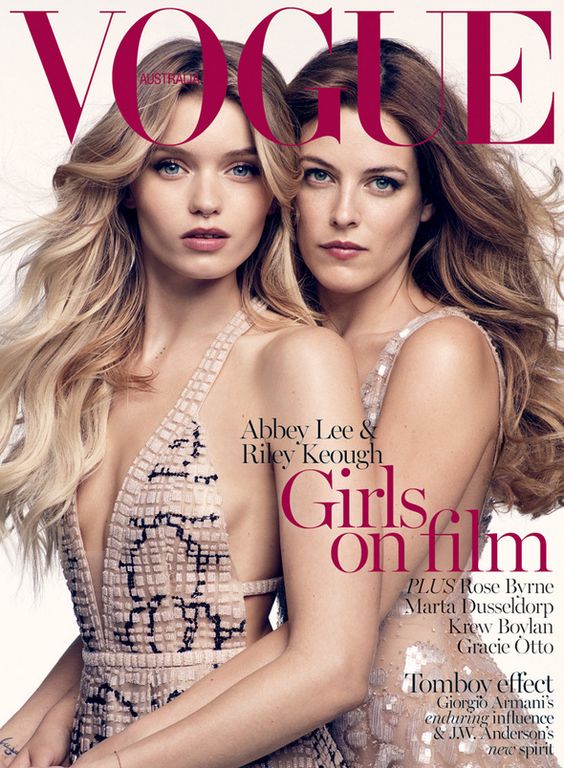 VOGUE
AUSTRALIA
Abbey Lee &
Riley Keough
Girls
on film
PLUS Rose Byrne
Marta Dusseldorp
Krew Boylan
Gracie Otto
Tomboy effect
Giorgio Armani's
enduring influence
& J.W. Anderson's
new spirit